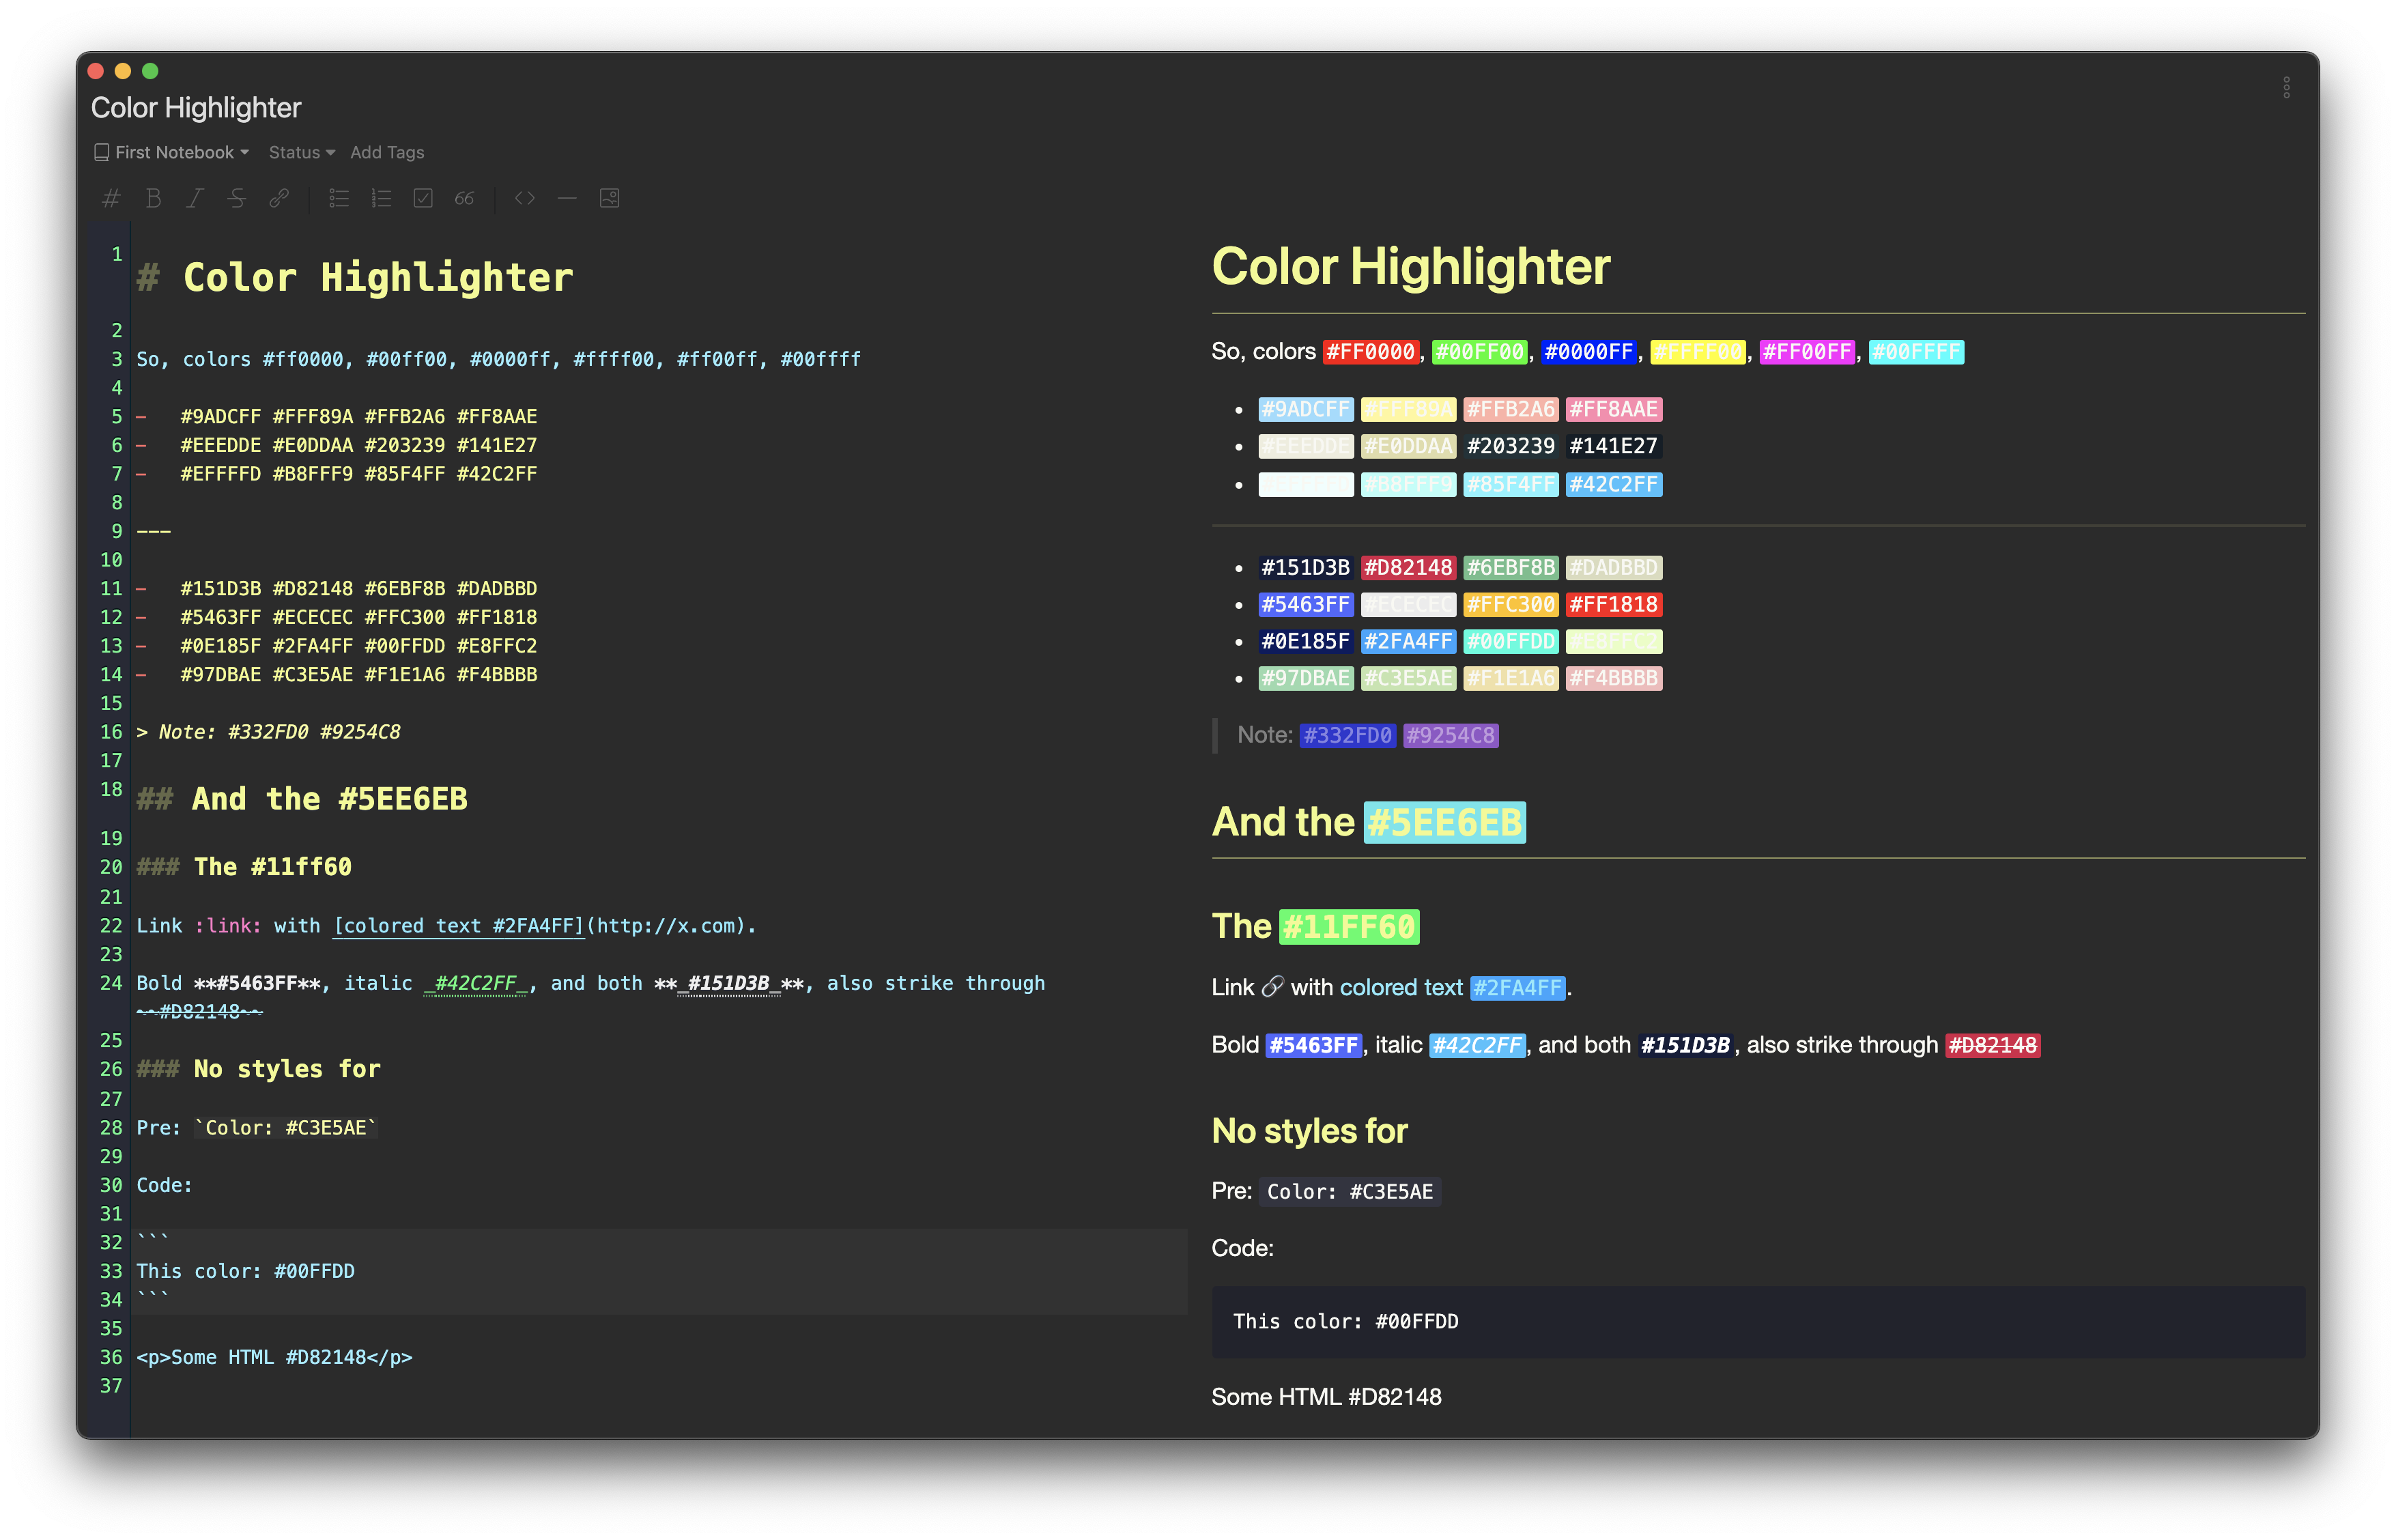 Color Highlighter
First Notebook Status Add Tags
1 # Color Highlighter
2
3 So, colors #ff0000, #00ff00, #0000ff, #ffff00, #ff00ff, #00ffff
4
5 - #9ADCFF #FFF89A #FFB2A6 #FF8AAE
6 - #EEEDDE #E0DDAA #203239 #141E27
7 - #EFFFFD #B8FFF9 #85F4FF #42C2FF
8
9 ---
10
11 - #151D3B #D82148 #6EBF8B #DADBBD
12 - #5463FF #ECECEC #FFC300 #FF1818
13 - #0E185F #2FA4FF #00FFDD #E8FFC2
14 - #97DBAE #C3E5AE #F1E1A6 #F4BBBB
15
16 > Note: #332FD0 #9254C8
17
18 ## And the #5EE6EB
19
20 ### The #11ff60
21
22 Link :link: with [colored text #2FA4FF](http://x.com).
23
24 Bold **#5463FF**, italic _#42C2FF_, and both **_#151D3B_**, also strike through
~~#D82148~~
25
26 ### No styles for
27
28 Pre: `Color: #C3E5AE`
29
30 Code:
31
32 ```
33 This color: #00FFDD
34 ```
35
36 <p>Some HTML #D82148</p>
37
Color Highlighter
So, colors #FF0000, #00FF00, #0000FF, #FFFF00, #FF00FF, #00FFFF
• #9ADCFF #FFF89A #FFB2A6 #FF8AAE
• #EEEDDE #E0DDAA #203239 #141E27
• #B8FFF9 #85F4FF #42C2FF
• #151D3B #D82148 #6EBF8B #DADBBD
• #5463FF #ECECEC #FFC300 #FF1818
• #0E185F #2FA4FF #00FFDD #E8FFC2
• #97DBAE #C3E5AE #F1E1A6 #F4BBBB
Note: #332FD0 #9254C8
And the #5EE6EB
The #11FF60
Link 🔗 with colored text #2FA4FF.
Bold #5463FF, italic #42C2FF, and both #151D3B, also strike through #D82148
No styles for
Pre: Color: #C3E5AE
Code:
This color: #00FFDD
Some HTML #D82148